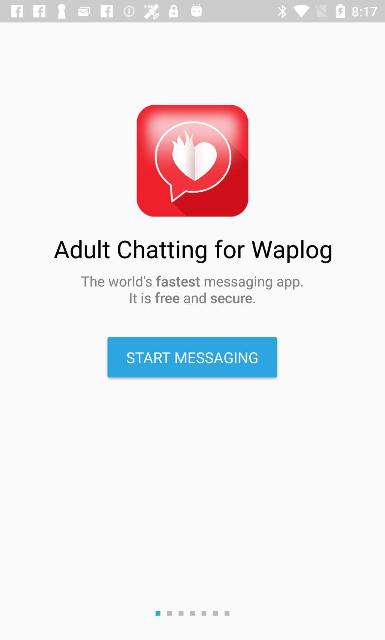 8:17
Adult Chatting for Waplog
The world's fastest messaging app.
It is free and secure.
START MESSAGING